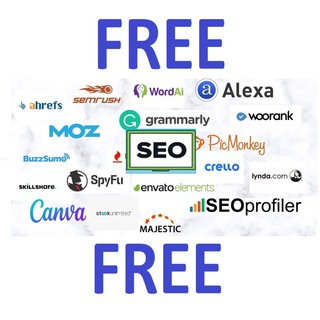 FREE
ahrefs
SEMRUSH
WordAi
a Alexa
woorank
MOZ
G grammarly
SEO
PicMonkey
BuzzSumo
crello
lynda.com
SKILLSHARE.
SpyFu
envato elements
Canva
stockunlimited
SEOprofiler
MAJESTIC
FREE